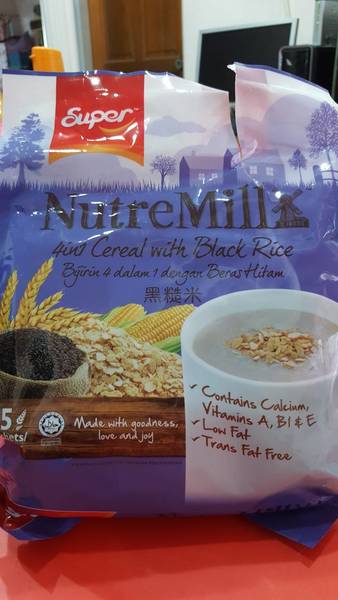 Super
NutreMill
4in1 Cereal with Black Rice
Bijirin 4 dalam 1 dengan Beras Hitam
黑糙米
Contains Calcium,
Vitamins A, B1 & E
Low Fat
Trans Fat Free
Made with goodness,
love and joy